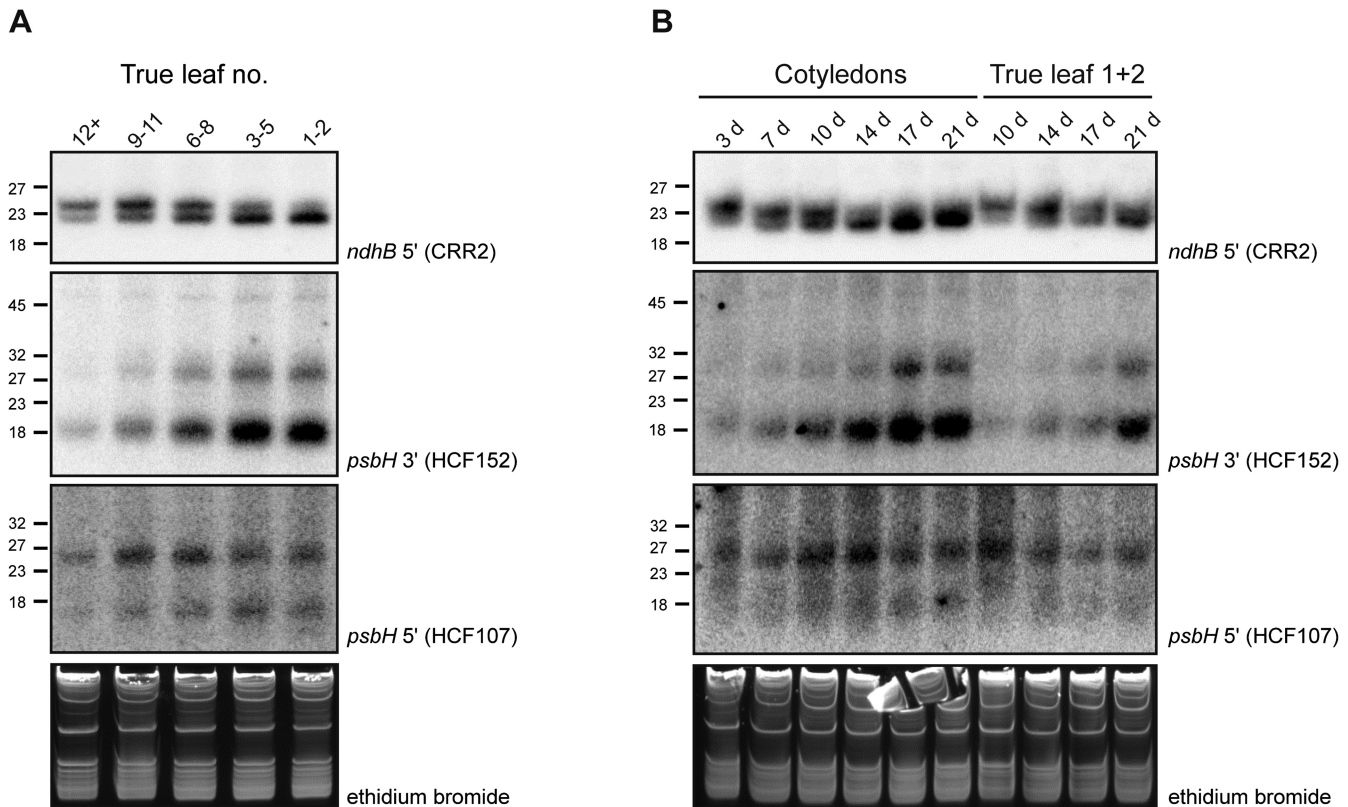 A
True leaf no.
12+ 9-11 6-8 3-5 1-2
27
23
18
ndhB 5' (CRR2)
45
32
27
23
18
psbH 3' (HCF152)
32
27
23
18
psbH 5' (HCF107)
ethidium bromide
B
Cotyledons True leaf 1+2
3 d 7 d 10 d 14 d 17 d 21 d 10 d 14 d 17 d 21 d
27
23
18
ndhB 5' (CRR2)
45
32
27
23
18
psbH 3' (HCF152)
32
27
23
18
psbH 5' (HCF107)
ethidium bromide